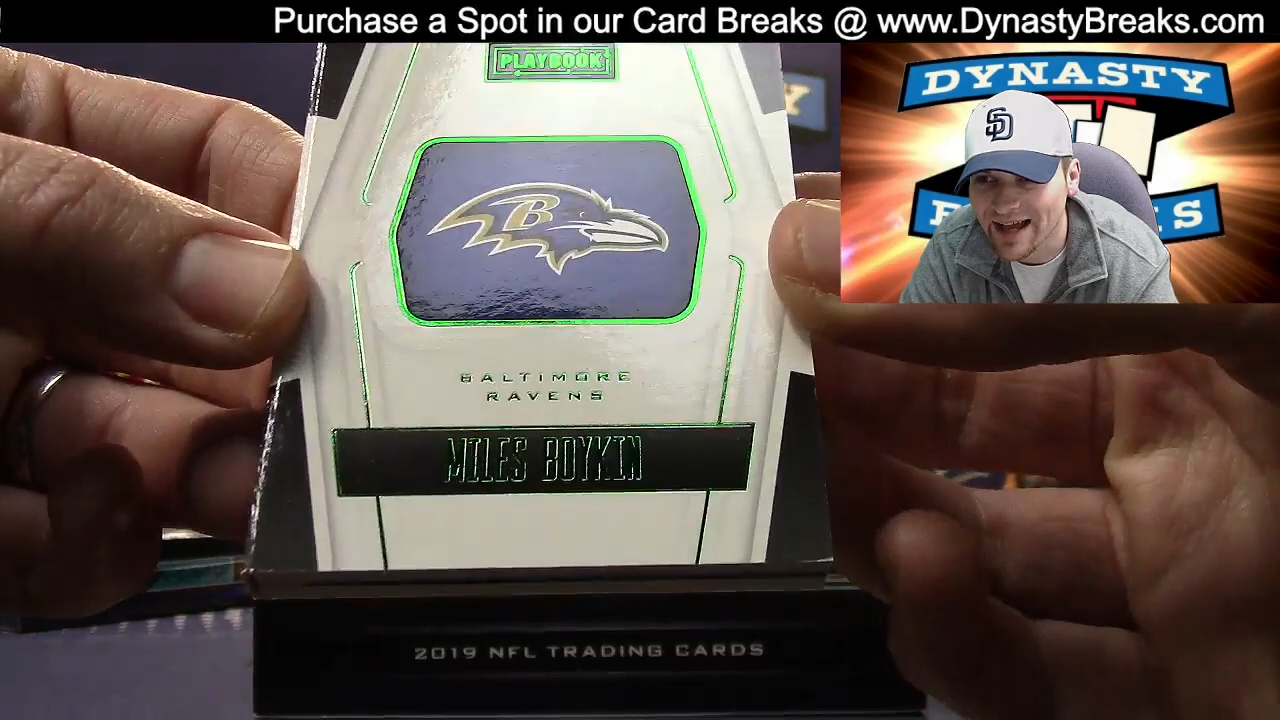 Purchase a Spot in our Card Breaks @ www.DynastyBreaks.com
PLAYBOOK
DYNASTY
SD
B
BALTIMORE
RAVENS
MILES BOYKIN
2019 NFL TRADING CARDS